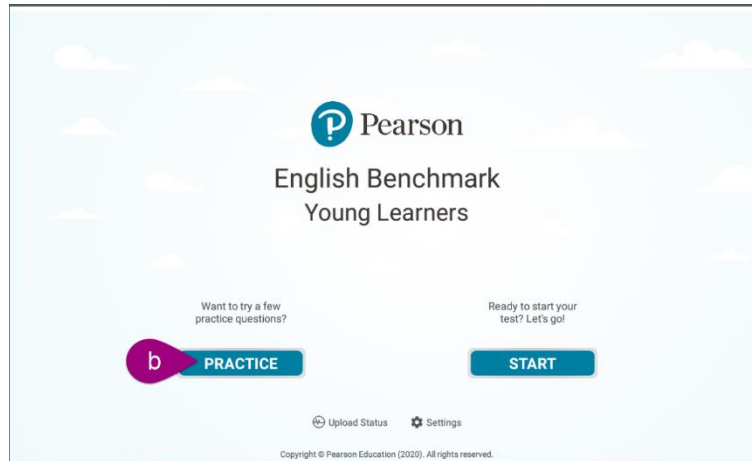 Pearson
English Benchmark
Young Learners
Want to try a few
practice questions?
b
PRACTICE
Ready to start your
test? Let's go!
START
Upload Status
Settings
Copyright © Pearson Education (2020). All rights reserved.